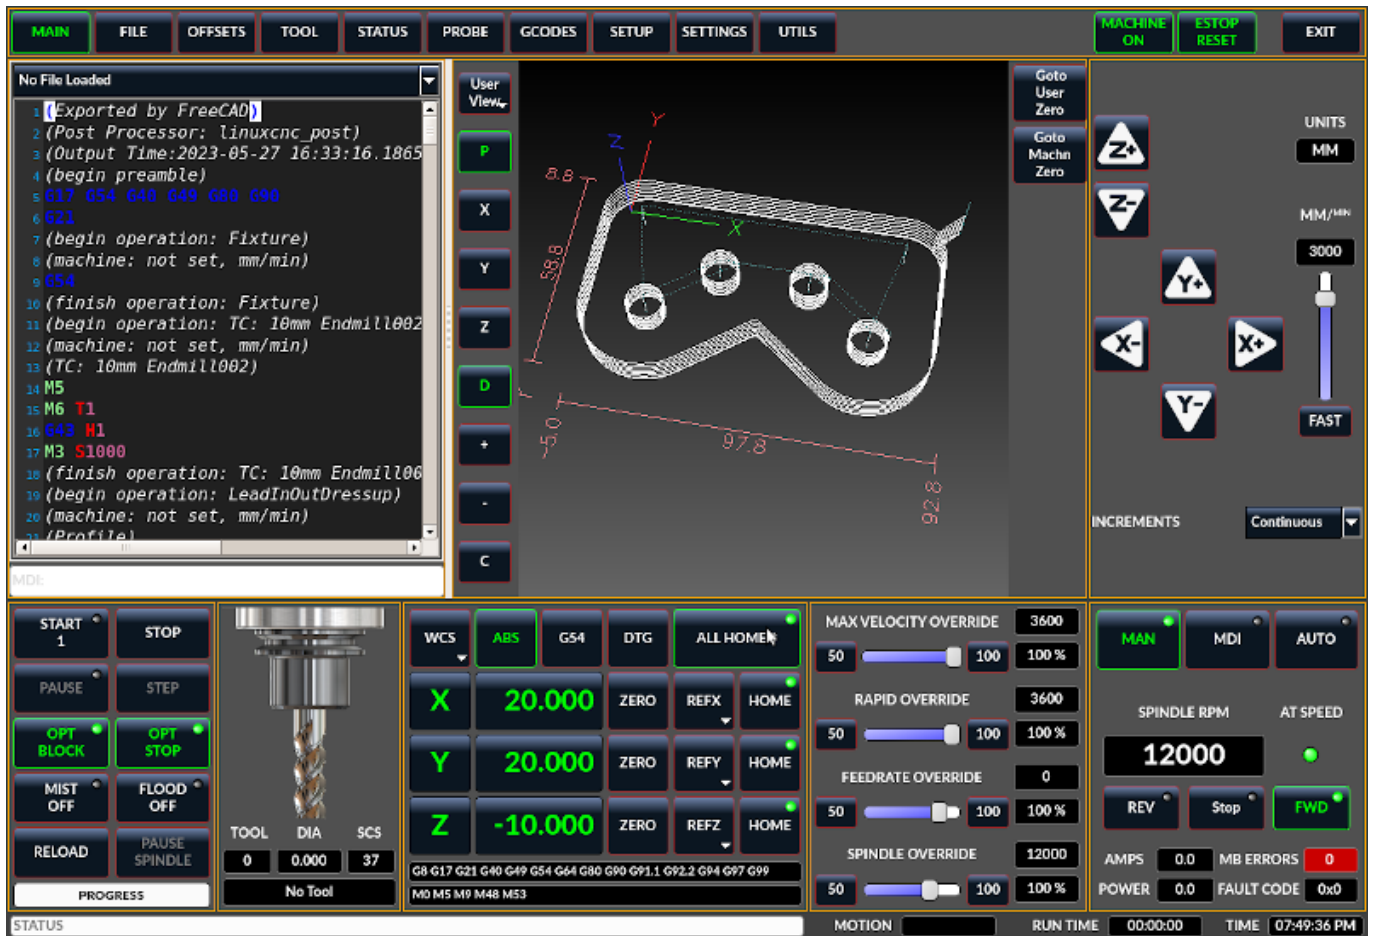 MAIN FILE OFFSETS TOOL STATUS PROBE GCODES SETUP SETTINGS UTILS MACHINE ON ESTOP RESET EXIT
No File Loaded
1 (Exported by FreeCAD)
2 (Post Processor: linuxcnc_post)
3 (Output Time:2023-05-27 16:33:16.1865
4 (begin preamble)
5 G17 G54 G40 G49 G80 G90
6 G21
7 (begin operation: Fixture)
8 (machine: not set, mm/min)
9 G54
10 (finish operation: Fixture)
11 (begin operation: TC: 10mm Endmill002
12 (machine: not set, mm/min)
13 (TC: 10mm Endmill002)
14 M5
15 M6 T1
16 G43 H1
17 M3 S1000
18 (finish operation: TC: 10mm Endmill00
19 (begin operation: LeadInOutDressup)
20 (machine: not set, mm/min)
21 (Profile)
MDI:
User
View
P
X
Y
Z
D
+
-
C
Z
Y
X
8.8
58.8
-5.0
97.8
92.8
Goto
User
Zero
Goto
Machn
Zero
Z+
Z-
Y+
X-
X+
Y-
UNITS
MM
MM/MIN
3000
FAST
INCREMENTS Continuous
START
1
STOP
PAUSE
STEP
OPT
BLOCK
OPT
STOP
MIST
OFF
FLOOD
OFF
RELOAD
PAUSE
SPINDLE
PROGRESS
TOOL DIA SCS
0 0.000 37
No Tool
WCS ABS G54 DTG ALL HOME
X 20.000 ZERO REFX HOME
Y 20.000 ZERO REFY HOME
Z -10.000 ZERO REFZ HOME
G8 G17 G21 G40 G49 G54 G64 G80 G90 G91.1 G92.2 G94 G97 G99
M0 M5 M9 M48 M53
MAX VELOCITY OVERRIDE 3600
50 100 100 %
RAPID OVERRIDE 3600
50 100 100 %
FEEDRATE OVERRIDE 0
50 100 100 %
SPINDLE OVERRIDE 12000
50 100 100 %
MAN MDI AUTO
SPINDLE RPM AT SPEED
12000
REV Stop FWD
AMPS 0.0 MB ERRORS 0
POWER 0.0 FAULT CODE 0x0
STATUS MOTION RUN TIME 00:00:00 TIME 07:49:36 PM